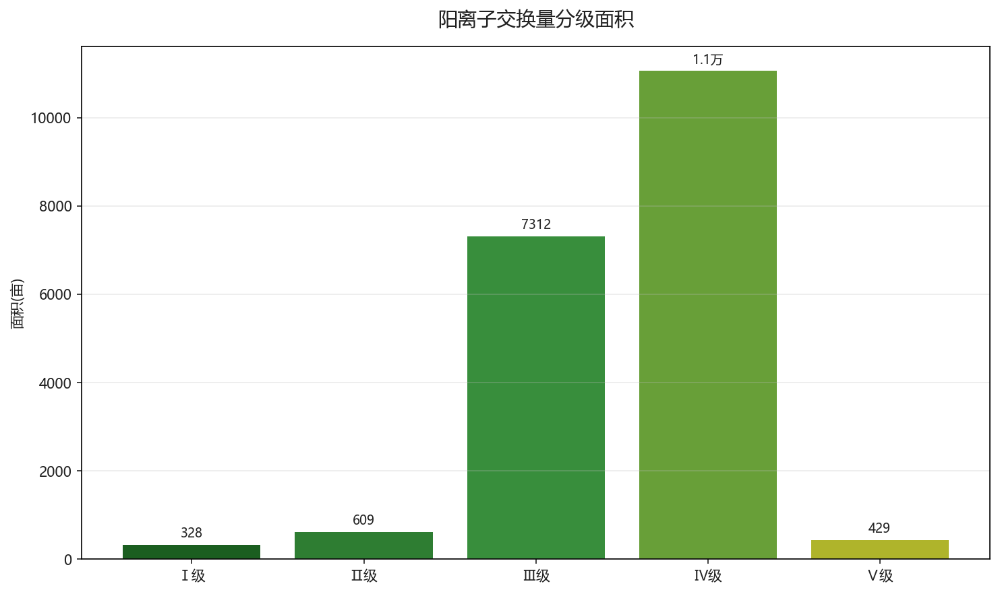 阳离子交换量分级面积
面积(亩)
10000
8000
6000
4000
2000
0
328
609
7312
1.1万
429
Ⅰ级
Ⅱ级
Ⅲ级
Ⅳ级
Ⅴ级